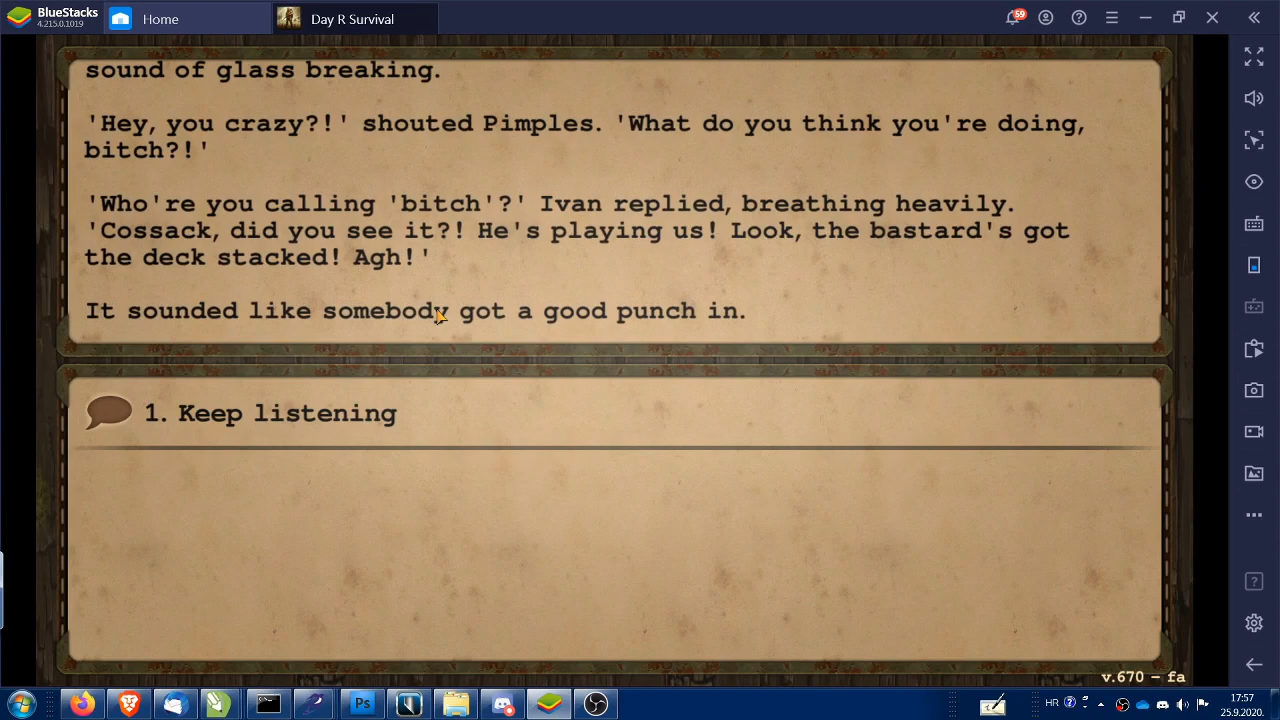 BlueStacks
4.215.0.1019
Home
Day R Survival
59
sound of glass breaking.
'Hey, you crazy?!' shouted Pimples. 'What do you think you're doing,
bitch?!'
'Who're you calling 'bitch'?' Ivan replied, breathing heavily.
'Cossack, did you see it?! He's playing us! Look, the bastard's got
the deck stacked! Agh!'
It sounded like somebody got a good punch in.
1. Keep listening
v.670 – fa
Ps
HR
17:57
25.9.2020.